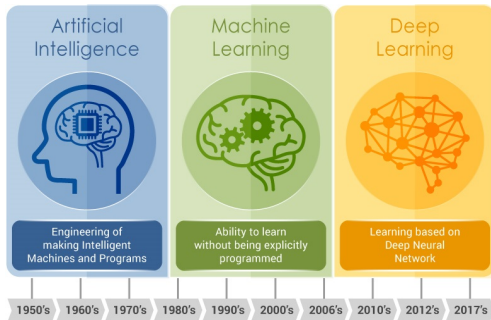 Artificial
Intelligence
Machine
Learning
Deep
Learning
Engineering of
making Intelligent
Machines and Programs
Ability to learn
without being explicitly
programmed
Learning based on
Deep Neural
Network
1950's 1960's 1970's 1980's 1990's 2000's 2006's 2010's 2012's 2017's